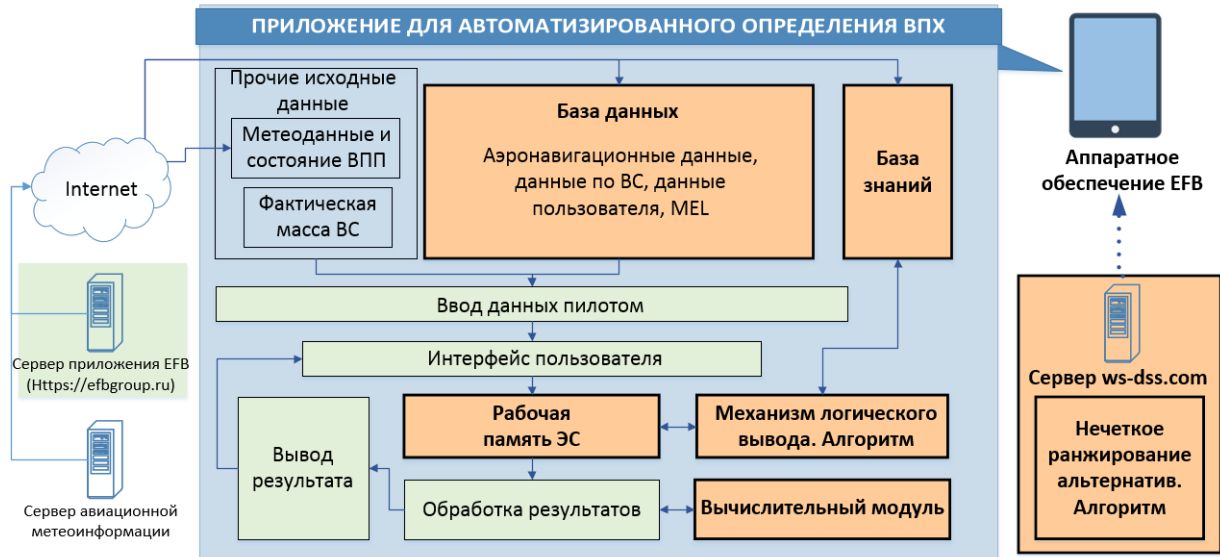 ПРИЛОЖЕНИЕ ДЛЯ АВТОМАТИЗИРОВАННОГО ОПРЕДЕЛЕНИЯ ВПХ
Прочие исходные
данные
Метеоданные и
состояние ВПП
Фактическая
масса ВС
База данных
Аэронавигационные данные,
данные по ВС, данные
пользователя, MEL
База
знаний
Internet
Аппаратное
обеспечение EFB
Ввод данных пилотом
Интерфейс пользователя
Сервер приложения EFB
(Https://efbgroup.ru)
Рабочая
память ЭС
Механизм логического
вывода. Алгоритм
Вывод
результата
Обработка результатов
Вычислительный модуль
Сервер авиационной
метеоинформации
Сервер ws-dss.com
Нечеткое
ранжирование
альтернатив.
Алгоритм